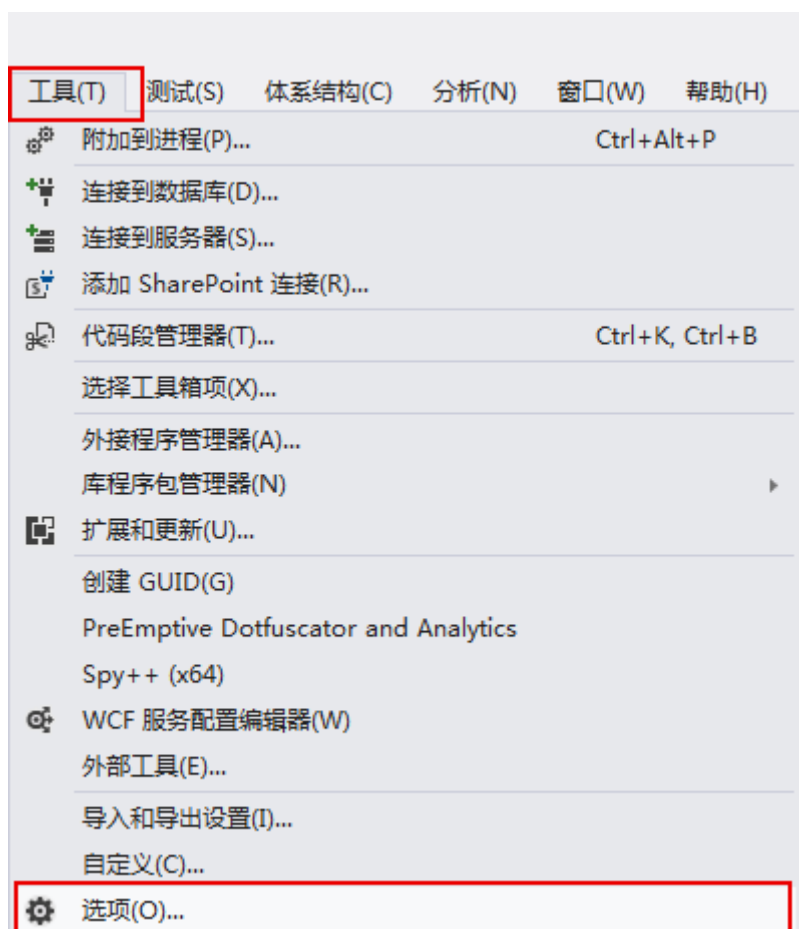 工具(T) 测试(S) 体系结构(C) 分析(N) 窗口(W) 帮助(H)
附加到进程(P)... Ctrl+Alt+P
连接到数据库(D)...
连接到服务器(S)...
添加 SharePoint 连接(R)...
代码段管理器(T)... Ctrl+K, Ctrl+B
选择工具箱项(X)...
外接程序管理器(A)...
库程序包管理器(N)
扩展和更新(U)...
创建 GUID(G)
PreEmptive Dotfuscator and Analytics
Spy++ (x64)
WCF 服务配置编辑器(W)
外部工具(E)...
导入和导出设置(I)...
自定义(C)...
选项(O)...